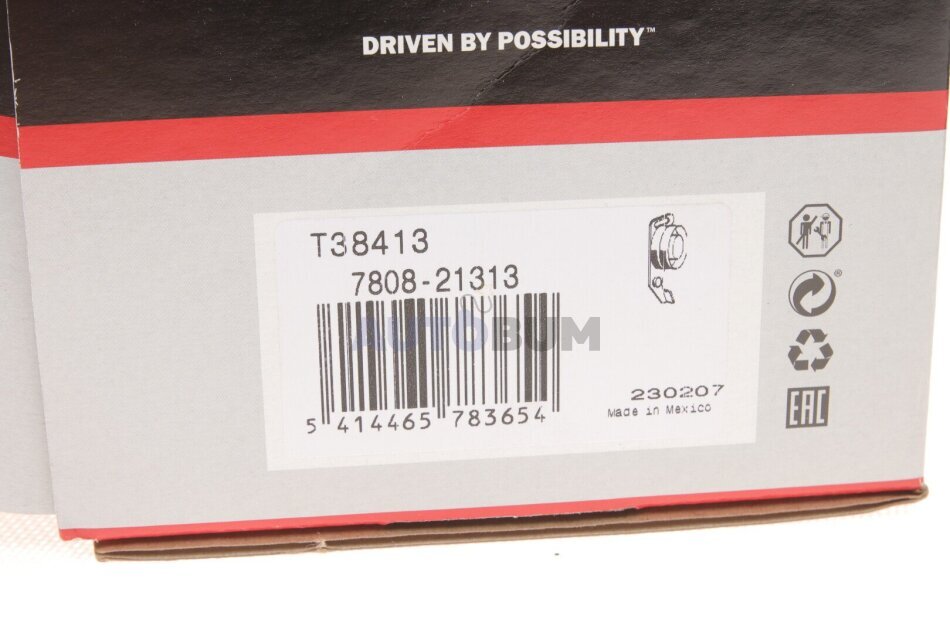 DRIVEN BY POSSIBILITY™
T38413
7808-21313
AUTOBUM
5 414465 783654
230207
Made in Mexico
®
EAC